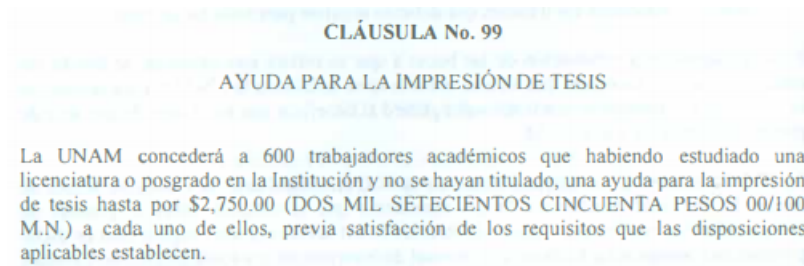 CLÁUSULA No. 99
AYUDA PARA LA IMPRESIÓN DE TESIS
La UNAM concederá a 600 trabajadores académicos que habiendo estudiado una
licenciatura o posgrado en la Institución y no se hayan titulado, una ayuda para la impresión
de tesis hasta por $2,750.00 (DOS MIL SETECIENTOS CINCUENTA PESOS 00/100
M.N.) a cada uno de ellos, previa satisfacción de los requisitos que las disposiciones
aplicables establecen.